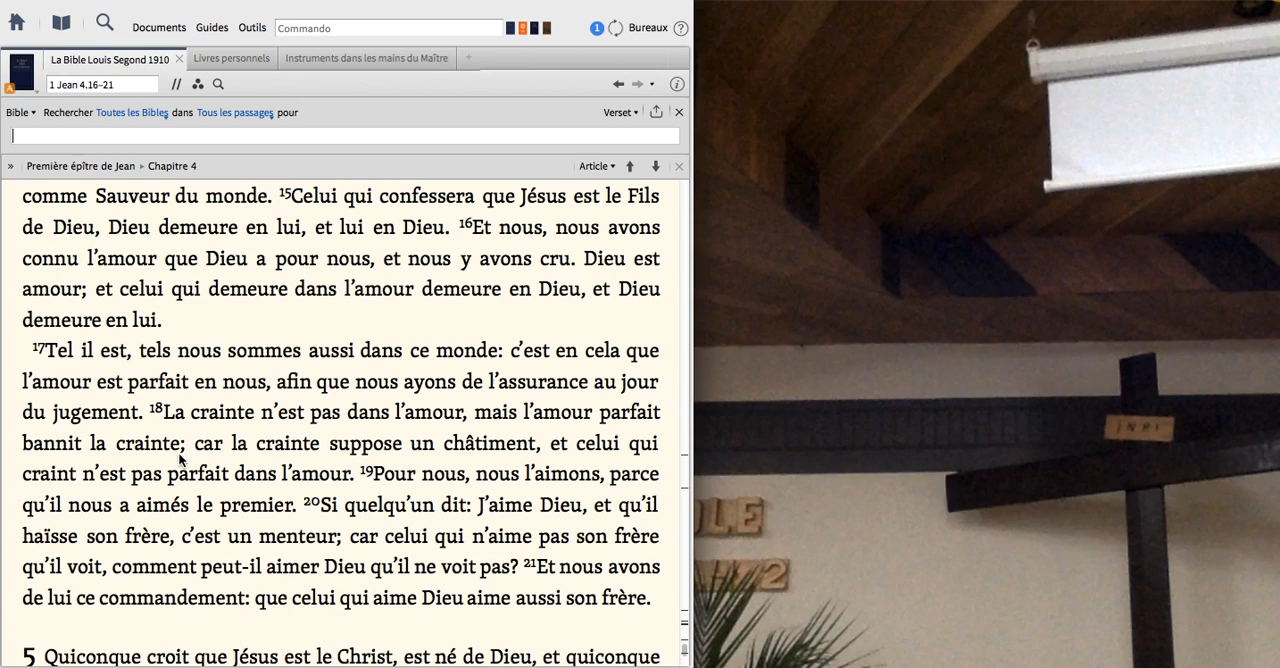 Documents Guides Outils Commando 1 Bureaux ?
La Bible Louis Segond 1910 Livres personnels Instruments dans les mains du Maître +
A 1 Jean 4.16–21 // i
Bible Rechercher Toutes les Bibles dans Tous les passages pour Verset
» Première épître de Jean ▸ Chapitre 4 Article
comme Sauveur du monde. ¹⁵Celui qui confessera que Jésus est le Fils
de Dieu, Dieu demeure en lui, et lui en Dieu. ¹⁶Et nous, nous avons
connu l’amour que Dieu a pour nous, et nous y avons cru. Dieu est
amour; et celui qui demeure dans l’amour demeure en Dieu, et Dieu
demeure en lui.
¹⁷Tel il est, tels nous sommes aussi dans ce monde: c’est en cela que
l’amour est parfait en nous, afin que nous ayons de l’assurance au jour
du jugement. ¹⁸La crainte n’est pas dans l’amour, mais l’amour parfait
bannit la crainte; car la crainte suppose un châtiment, et celui qui
craint n’est pas parfait dans l’amour. ¹⁹Pour nous, nous l’aimons, parce
qu’il nous a aimés le premier. ²⁰Si quelqu’un dit: J’aime Dieu, et qu’il
haïsse son frère, c’est un menteur; car celui qui n’aime pas son frère
qu’il voit, comment peut-il aimer Dieu qu’il ne voit pas? ²¹Et nous avons
de lui ce commandement: que celui qui aime Dieu aime aussi son frère.
5 Quiconque croit que Jésus est le Christ, est né de Dieu, et quiconque
INRI